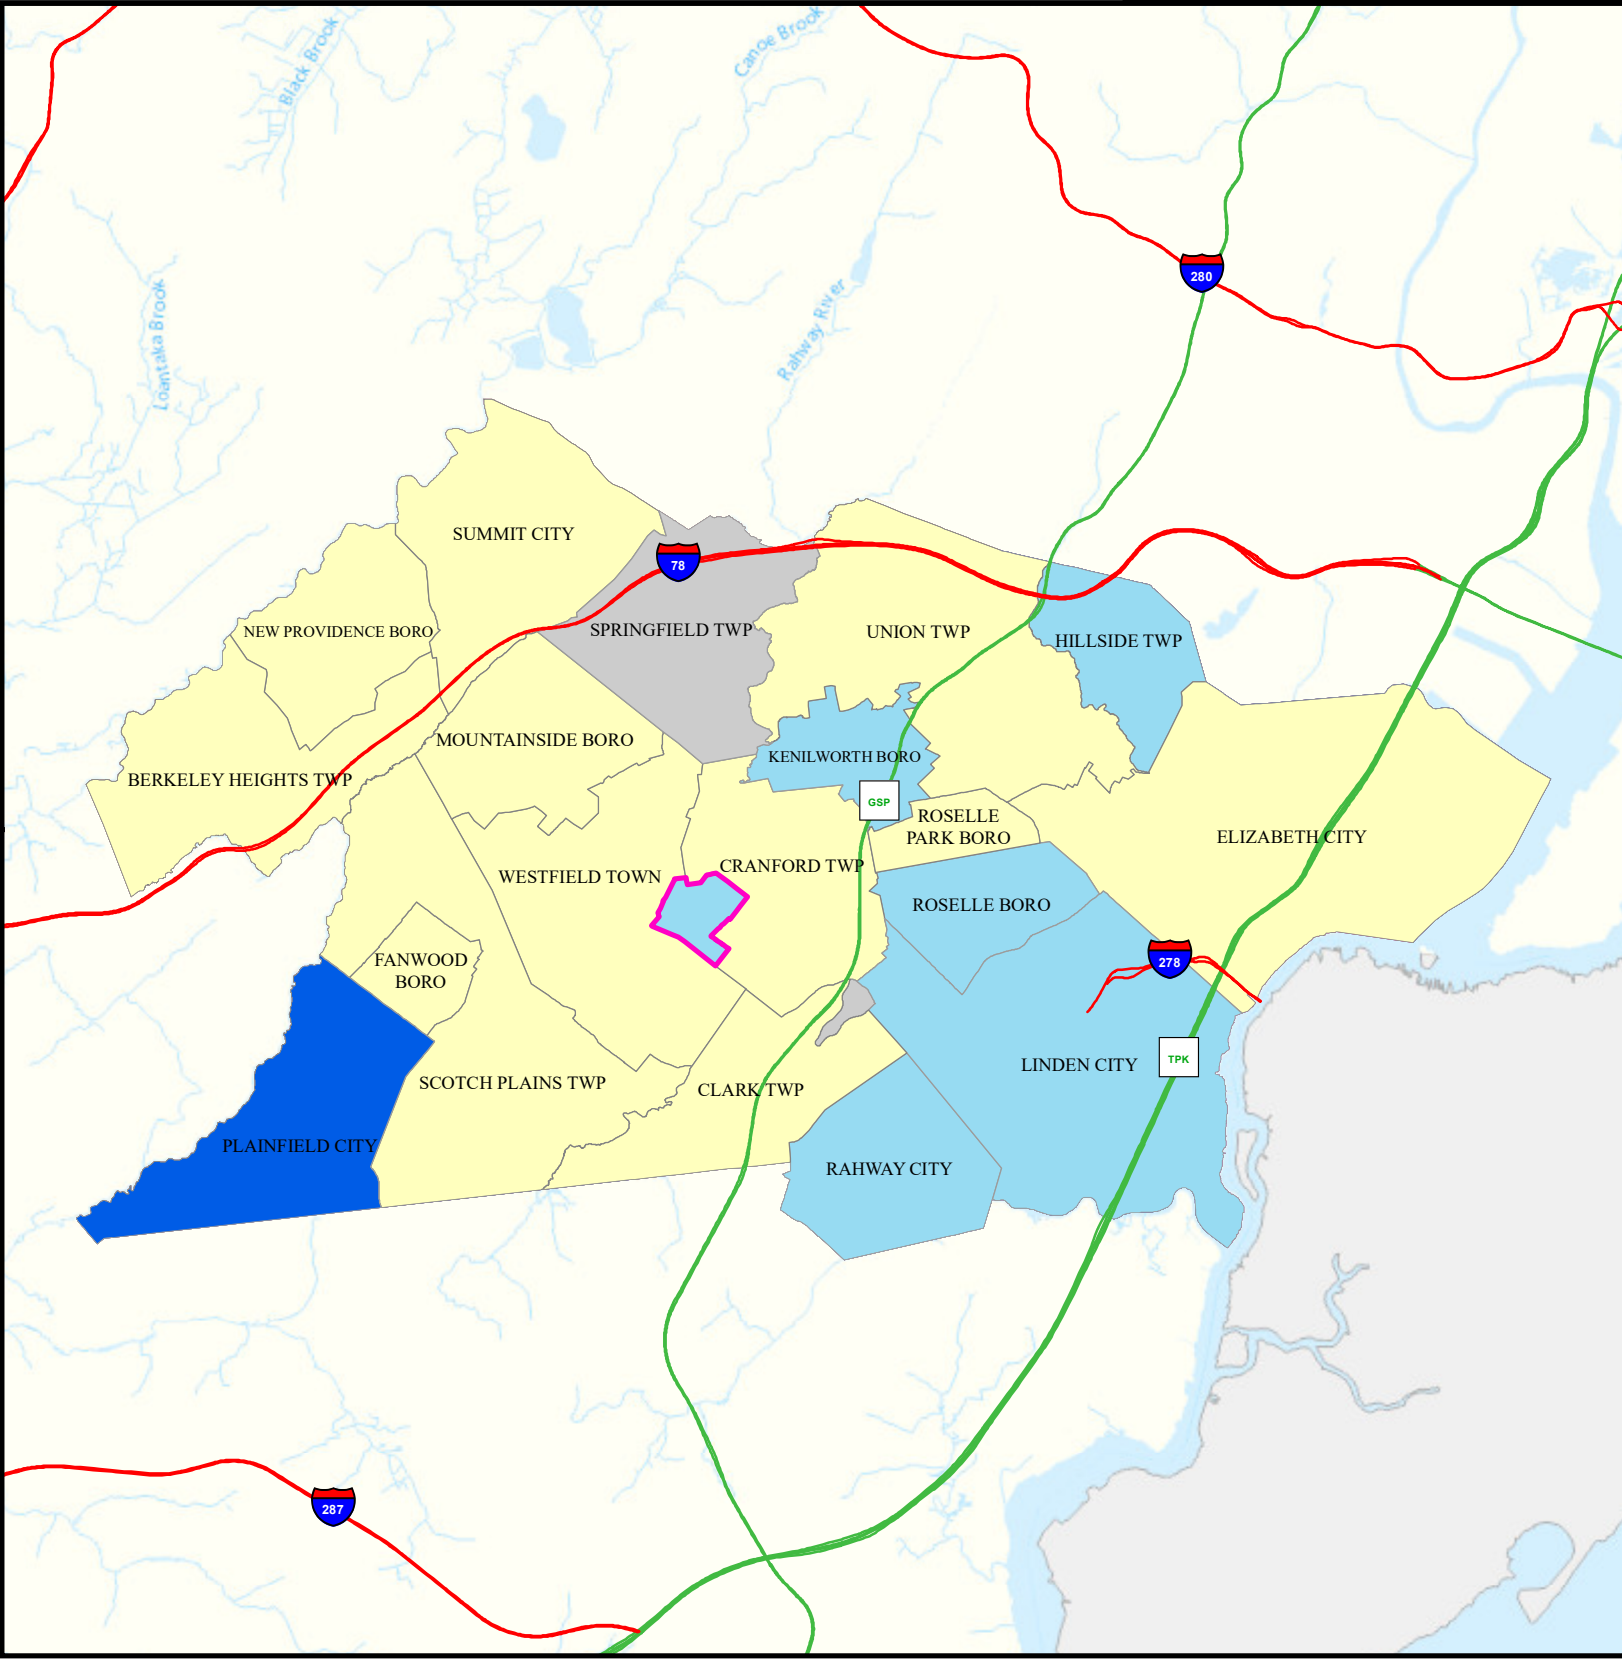 Black Brook
Canoe Brook
280
Loantaka Brook
Rahway River
SUMMIT CITY
78
NEW PROVIDENCE BORO
SPRINGFIELD TWP
UNION TWP
HILLSIDE TWP
MOUNTAINSIDE BORO
KENILWORTH BORO
BERKELEY HEIGHTS TWP
GSP
ROSELLE
PARK BORO
ELIZABETH CITY
CRANFORD TWP
WESTFIELD TOWN
ROSELLE BORO
FANWOOD
BORO
278
TPK
LINDEN CITY
SCOTCH PLAINS TWP
CLARK TWP
PLAINFIELD CITY
RAHWAY CITY
287